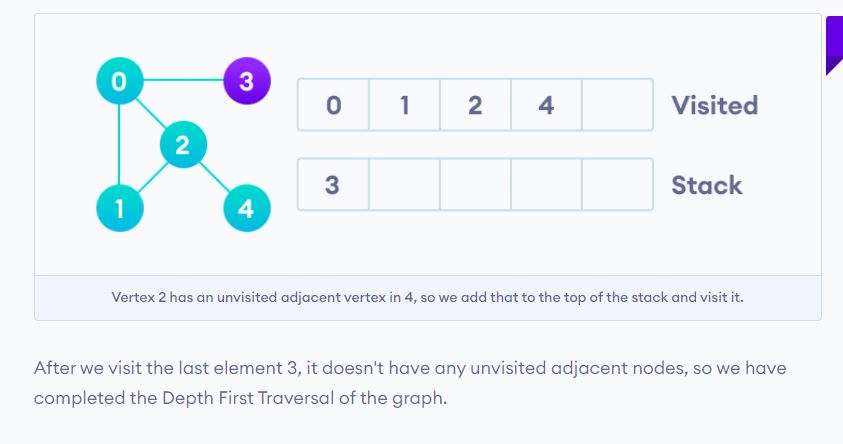 0 3
0 1 2 4 Visited
2
3 Stack
1 4
Vertex 2 has an unvisited adjacent vertex in 4, so we add that to the top of the stack and visit it.
After we visit the last element 3, it doesn't have any unvisited adjacent nodes, so we have
completed the Depth First Traversal of the graph.